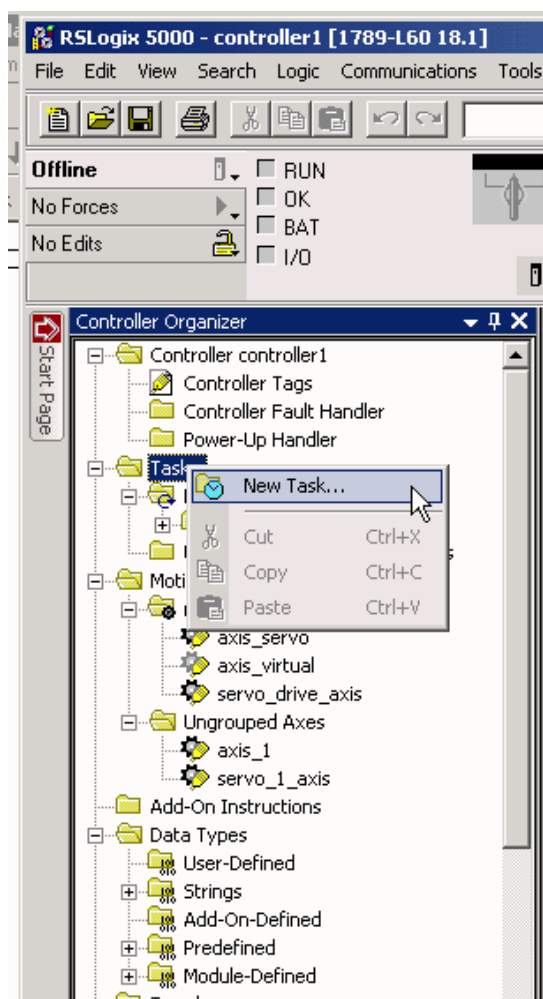 RSLogix 5000 - controller1 [1789-L60 18.1]
File Edit View Search Logic Communications Tools
Offline
RUN
No Forces
OK
No Edits
BAT
I/O
Controller Organizer
Start Page
Controller controller1
Controller Tags
Controller Fault Handler
Power-Up Handler
New Task...
Cut Ctrl+X
Copy Ctrl+C
Paste Ctrl+V
axis_servo
axis_virtual
servo_drive_axis
Ungrouped Axes
axis_1
servo_1_axis
Add-On Instructions
Data Types
User-Defined
Strings
Add-On-Defined
Predefined
Module-Defined